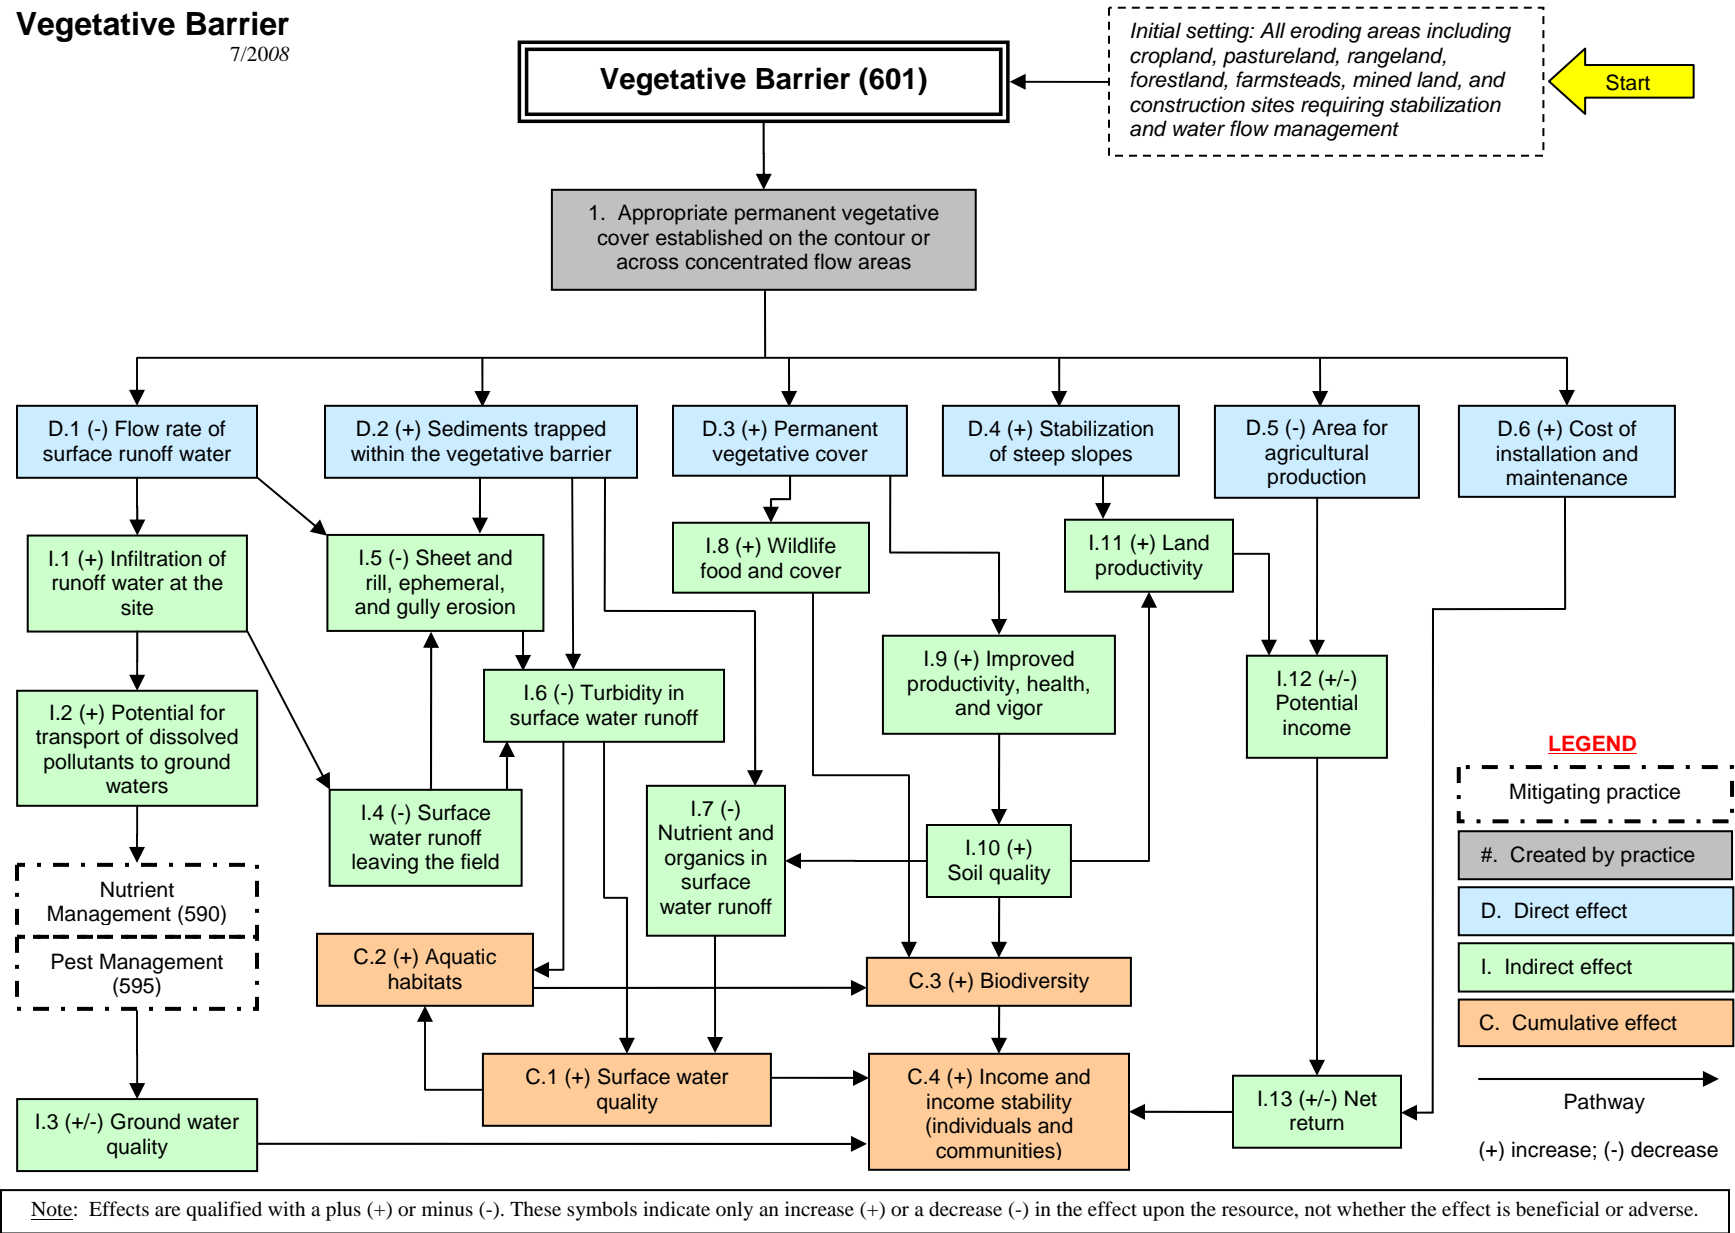 Vegetative Barrier
7/2008
Vegetative Barrier (601)
Initial setting: All eroding areas including
cropland, pastureland, rangeland,
forestland, farmsteads, mined land, and
construction sites requiring stabilization
and water flow management
Start
1. Appropriate permanent vegetative
cover established on the contour or
across concentrated flow areas
D.1 (-) Flow rate of
surface runoff water
D.2 (+) Sediments trapped
within the vegetative barrier
D.3 (+) Permanent
vegetative cover
D.4 (+) Stabilization
of steep slopes
D.5 (-) Area for
agricultural
production
D.6 (+) Cost of
installation and
maintenance
I.1 (+) Infiltration of
runoff water at the
site
I.5 (-) Sheet and
rill, ephemeral,
and gully erosion
I.8 (+) Wildlife
food and cover
I.11 (+) Land
productivity
I.2 (+) Potential for
transport of dissolved
pollutants to ground
waters
I.6 (-) Turbidity in
surface water runoff
I.9 (+) Improved
productivity, health,
and vigor
I.12 (+/-)
Potential
income
I.4 (-) Surface
water runoff
leaving the field
I.7 (-)
Nutrient and
organics in
surface
water runoff
I.10 (+)
Soil quality
Nutrient
Management (590)
Pest Management
(595)
C.2 (+) Aquatic
habitats
C.3 (+) Biodiversity
C.1 (+) Surface water
quality
C.4 (+) Income and
income stability
(individuals and
communities)
I.13 (+/-) Net
return
I.3 (+/-) Ground water
quality
LEGEND
Mitigating practice
#. Created by practice
D. Direct effect
I. Indirect effect
C. Cumulative effect
Pathway
(+) increase; (-) decrease
Note: Effects are qualified with a plus (+) or minus (-). These symbols indicate only an increase (+) or a decrease (-) in the effect upon the resource, not whether the effect is beneficial or adverse.